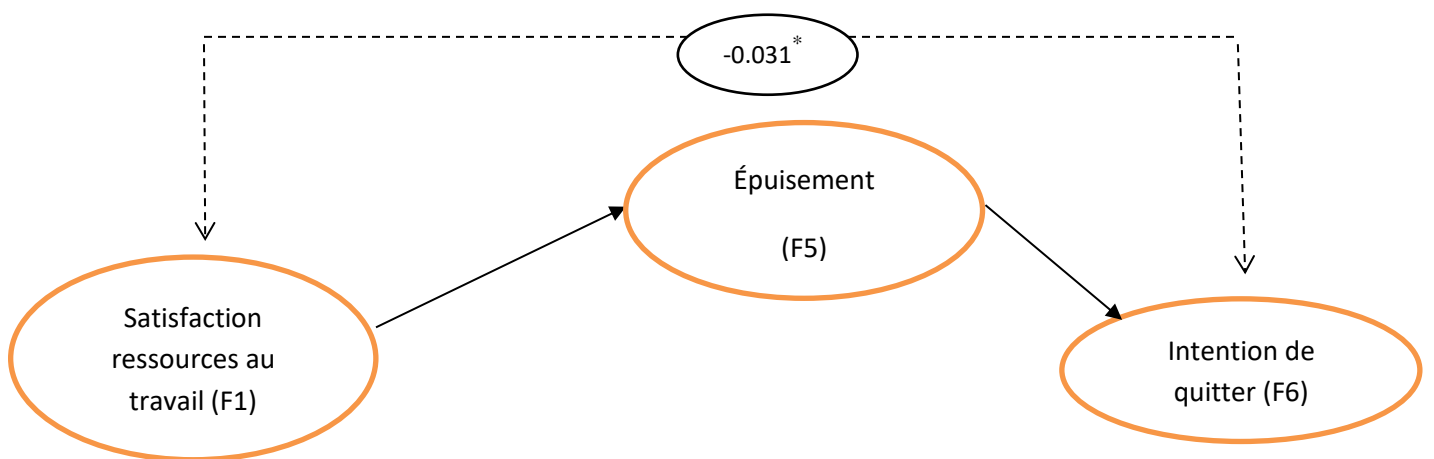 -0.031*
Épuisement
(F5)
Satisfaction
ressources au
travail (F1)
Intention de
quitter (F6)